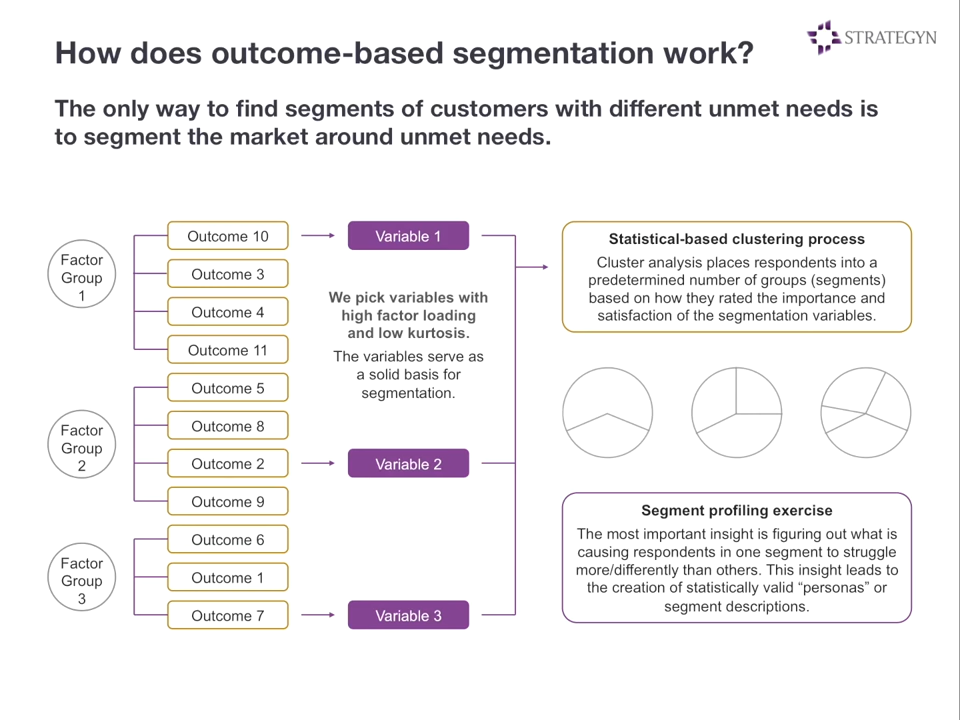 How does outcome-based segmentation work?
STRATEGYN
The only way to find segments of customers with different unmet needs is
to segment the market around unmet needs.
Factor
Group
1
Outcome 10
Outcome 3
Outcome 4
Outcome 11
Factor
Group
2
Outcome 5
Outcome 8
Outcome 2
Outcome 9
Factor
Group
3
Outcome 6
Outcome 1
Outcome 7
Variable 1
We pick variables with
high factor loading
and low kurtosis.
The variables serve as
a solid basis for
segmentation.
Variable 2
Variable 3
Statistical-based clustering process
Cluster analysis places respondents into a
predetermined number of groups (segments)
based on how they rated the importance and
satisfaction of the segmentation variables.
Segment profiling exercise
The most important insight is figuring out what is
causing respondents in one segment to struggle
more/differently than others. This insight leads to
the creation of statistically valid “personas” or
segment descriptions.